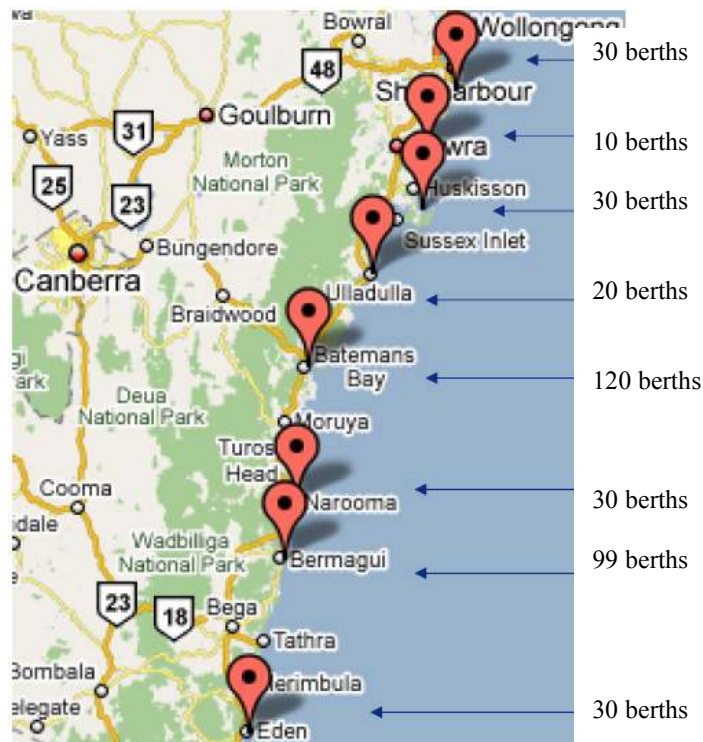 Bowral
Wollongong
30 berths
48
Goulburn
31
Yass
10 berths
Morton
National Park
25
23
Huskisson
30 berths
Sussex Inlet
Bungendore
Canberra
Ulladulla
20 berths
Braidwood
Batemans
Bay
120 berths
Deua
National Park
Moruya
Turos
Head
Cooma
Narooma
30 berths
Wadbilliga
National Park
Bermagui
99 berths
23
18
Bega
Tathra
Bombala
30 berths
Eden